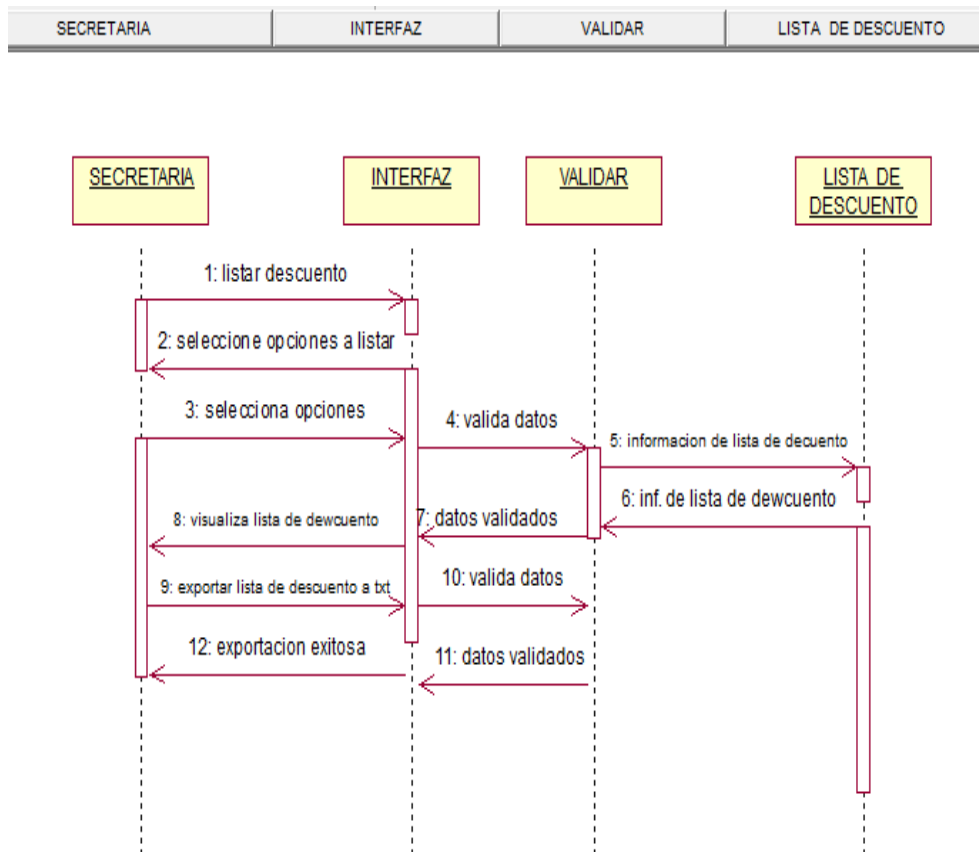 SECRETARIA
INTERFAZ
VALIDAR
LISTA DE DESCUENTO
SECRETARIA
INTERFAZ
VALIDAR
LISTA DE
DESCUENTO
1: listar descuento
2: seleccione opciones a listar
3: selecciona opciones
4: valida datos
5: informacion de lista de decuento
6: inf. de lista de dewcuento
7: datos validados
8: visualiza lista de dewcuento
9: exportar lista de descuento a txt
10: valida datos
12: exportacion exitosa
11: datos validados